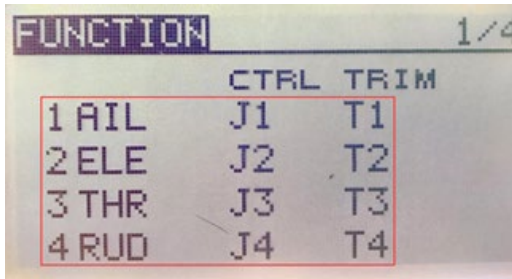 FUNCTION 1/4
CTRL TRIM
1 AIL J1 T1
2 ELE J2 T2
3 THR J3 T3
4 RUD J4 T4